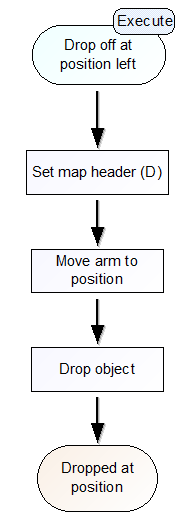 Execute
Drop off at
position left
Set map header (D)
Move arm to
position
Drop object
Dropped at
position